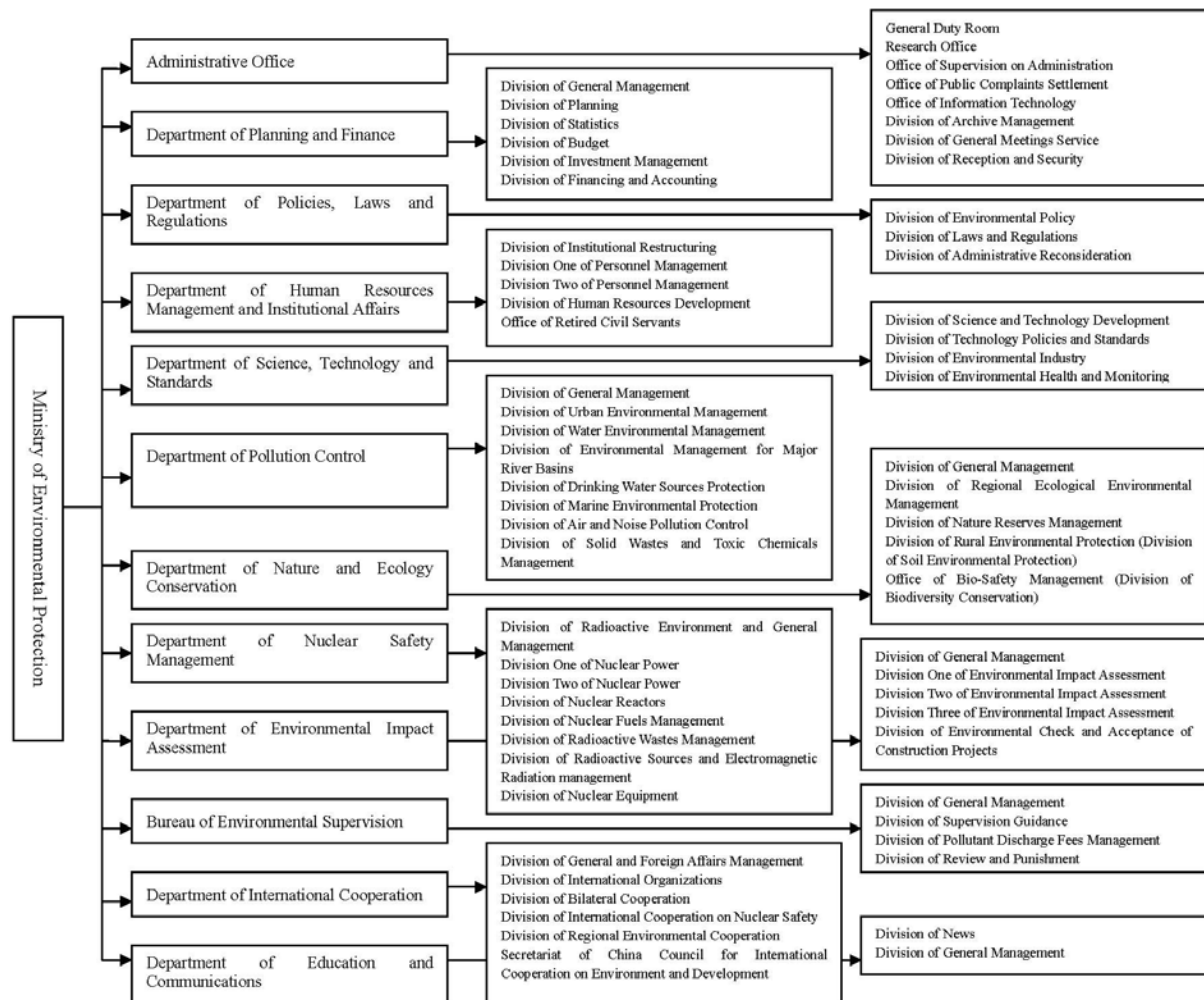 Ministry of Environmental Protection
Administrative Office
General Duty Room
Research Office
Office of Supervision on Administration
Office of Public Complaints Settlement
Office of Information Technology
Division of Archive Management
Division of General Meetings Service
Division of Reception and Security
Department of Planning and Finance
Division of General Management
Division of Planning
Division of Statistics
Division of Budget
Division of Investment Management
Division of Financing and Accounting
Department of Policies, Laws and
Regulations
Division of Environmental Policy
Division of Laws and Regulations
Division of Administrative Reconsideration
Department of Human Resources
Management and Institutional Affairs
Division of Institutional Restructuring
Division One of Personnel Management
Division Two of Personnel Management
Division of Human Resources Development
Office of Retired Civil Servants
Department of Science, Technology and
Standards
Division of Science and Technology Development
Division of Technology Policies and Standards
Division of Environmental Industry
Division of Environmental Health and Monitoring
Department of Pollution Control
Division of General Management
Division of Urban Environmental Management
Division of Water Environmental Management
Division of Environmental Management for Major
River Basins
Division of Drinking Water Sources Protection
Division of Marine Environmental Protection
Division of Air and Noise Pollution Control
Division of Solid Wastes and Toxic Chemicals
Management
Department of Nature and Ecology
Conservation
Division of General Management
Division of Regional Ecological Environmental
Management
Division of Nature Reserves Management
Division of Rural Environmental Protection (Division
of Soil Environmental Protection)
Office of Bio-Safety Management (Division of
Biodiversity Conservation)
Department of Nuclear Safety
Management
Division of Radioactive Environment and General
Management
Division One of Nuclear Power
Division Two of Nuclear Power
Division of Nuclear Reactors
Division of Nuclear Fuels Management
Division of Radioactive Wastes Management
Division of Radioactive Sources and Electromagnetic
Radiation management
Division of Nuclear Equipment
Department of Environmental Impact
Assessment
Division of General Management
Division One of Environmental Impact Assessment
Division Two of Environmental Impact Assessment
Division Three of Environmental Impact Assessment
Division of Environmental Check and Acceptance of
Construction Projects
Bureau of Environmental Supervision
Division of General Management
Division of Supervision Guidance
Division of Pollutant Discharge Fees Management
Division of Review and Punishment
Department of International Cooperation
Division of General and Foreign Affairs Management
Division of International Organizations
Division of Bilateral Cooperation
Division of International Cooperation on Nuclear Safety
Division of Regional Environmental Cooperation
Secretariat of China Council for International
Cooperation on Environment and Development
Department of Education and
Communications
Division of News
Division of General Management